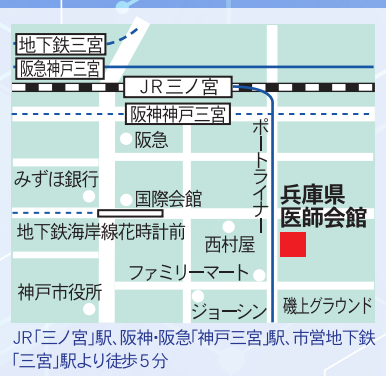 地下鉄三宮
阪急神戸三宮
JR三ノ宮
阪神神戸三宮
ポートライナー
阪急
みずほ銀行
国際会館
兵庫県
医師会館
地下鉄海岸線花時計前
西村屋
ファミリーマート
神戸市役所
ジョーシン
磯上グラウンド
JR「三ノ宮」駅、阪神・阪急「神戸三宮」駅、市営地下鉄
「三宮」駅より徒歩5分